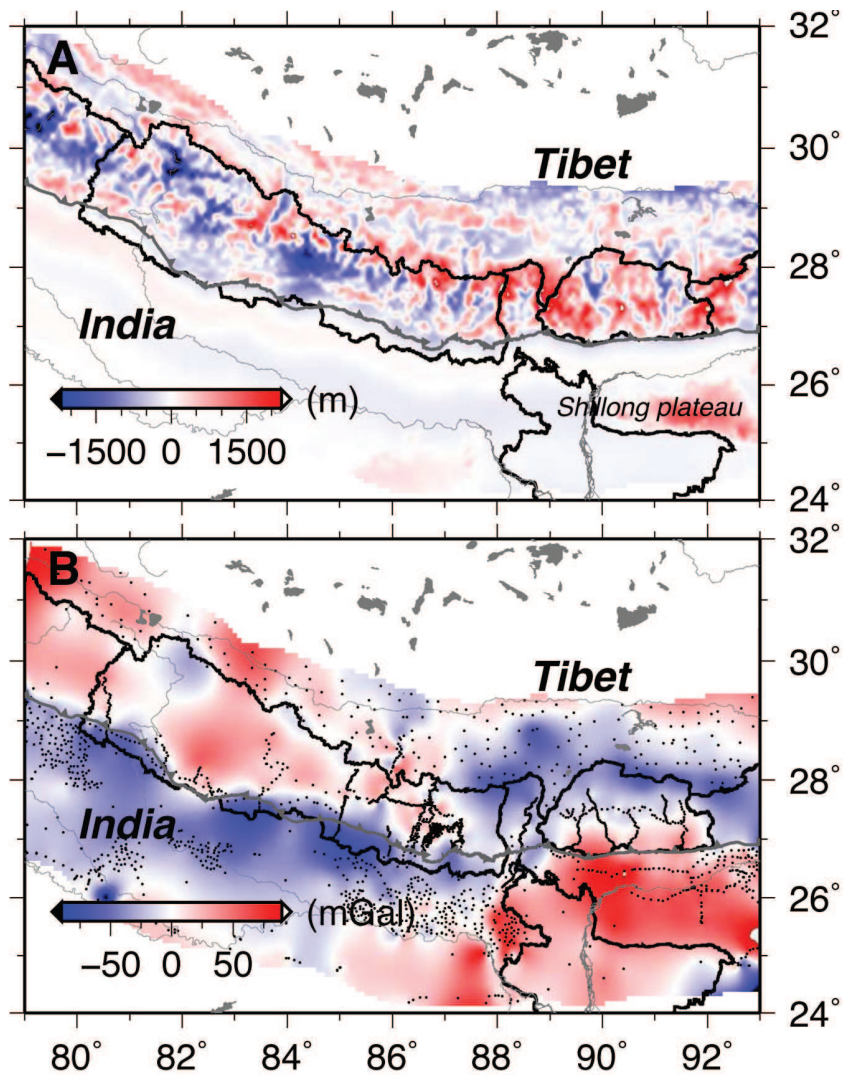 A
32°
30°
Tibet
28°
India
26°
(m)
Shillong plateau
−1500 0 1500
24°
B
32°
30°
Tibet
28°
India
26°
(mGal)
−50 0 50
24°
80° 82° 84° 86° 88° 90° 92°